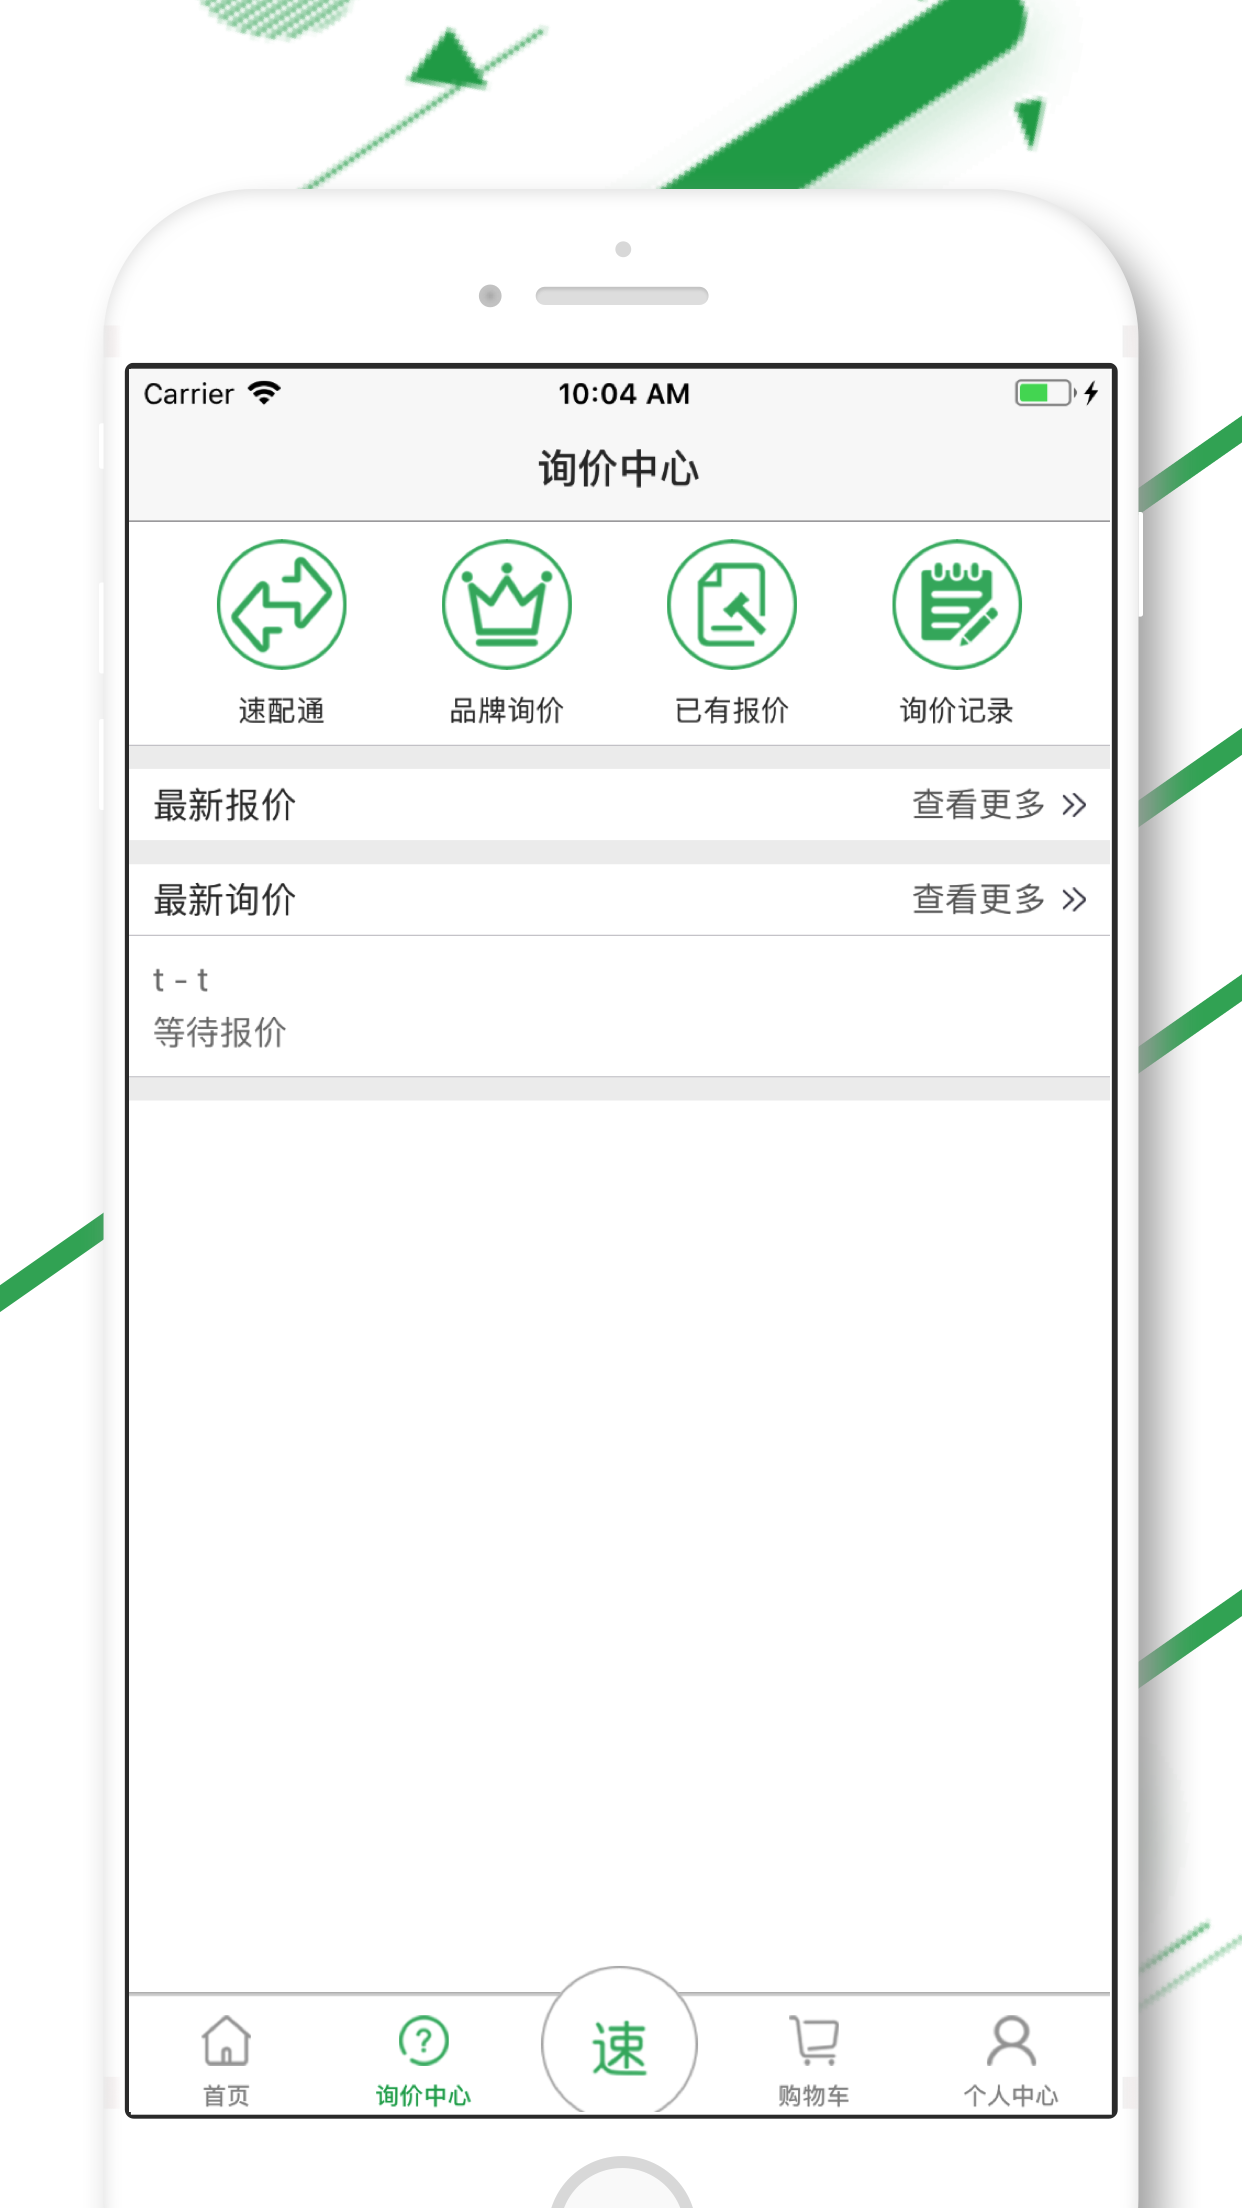 Carrier 10:04 AM
询价中心
速配通 品牌询价 已有报价 询价记录
最新报价 查看更多
最新询价 查看更多
t - t
等待报价
速
首页 询价中心 购物车 个人中心